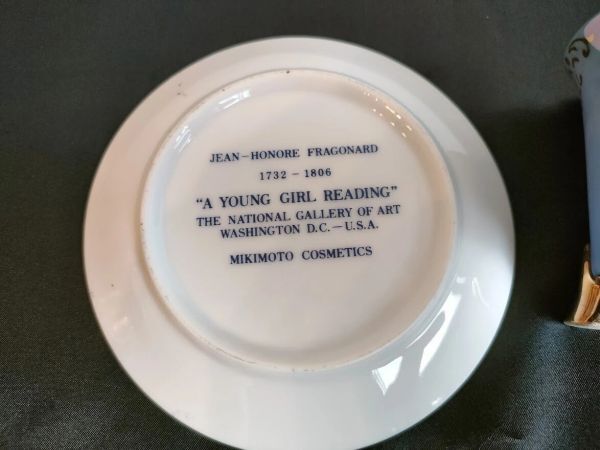 JEAN-HONORE FRAGONARD
1732 - 1806
"A YOUNG GIRL READING"
THE NATIONAL GALLERY OF ART
WASHINGTON D.C.-U.S.A.
MIKIMOTO COSMETICS